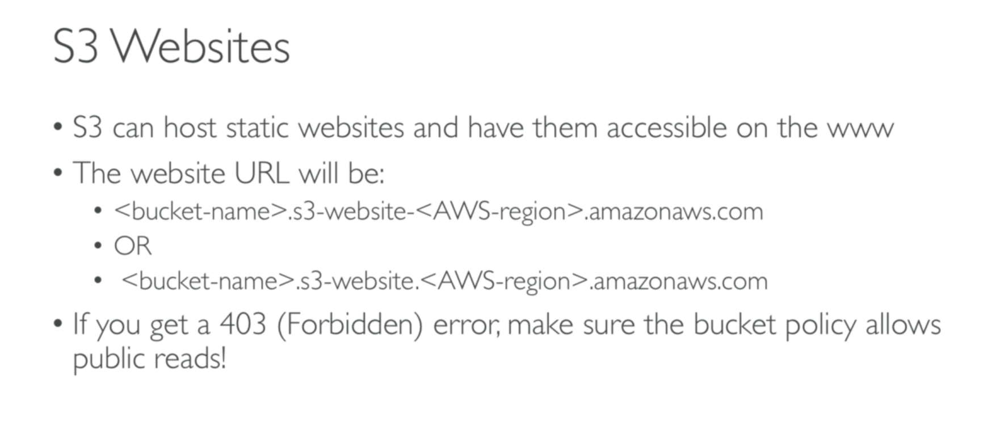 S3 Websites
• S3 can host static websites and have them accessible on the www
• The website URL will be:
• <bucket-name>.s3-website-<AWS-region>.amazonaws.com
• OR
• <bucket-name>.s3-website.<AWS-region>.amazonaws.com
• If you get a 403 (Forbidden) error, make sure the bucket policy allows
public reads!